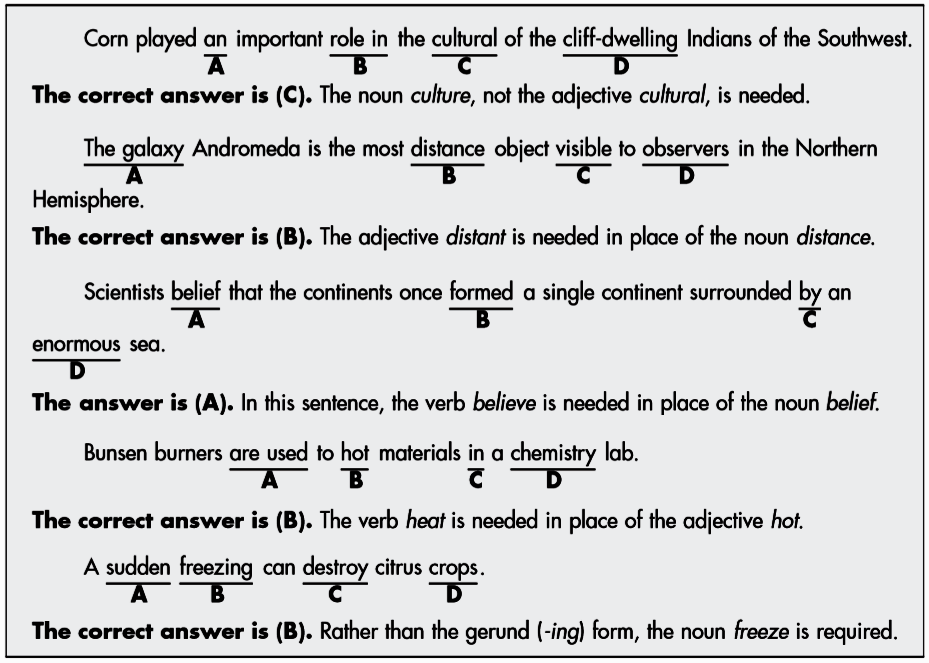 Corn played an important role in the cultural of the cliff-dwelling Indians of the Southwest.
A B C D
The correct answer is (C). The noun culture, not the adjective cultural, is needed.
The galaxy Andromeda is the most distance object visible to observers in the Northern
A B C D
Hemisphere.
The correct answer is (B). The adjective distant is needed in place of the noun distance.
Scientists belief that the continents once formed a single continent surrounded by an
A B C
enormous sea.
D
The answer is (A). In this sentence, the verb believe is needed in place of the noun belief.
Bunsen burners are used to hot materials in a chemistry lab.
A B C D
The correct answer is (B). The verb heat is needed in place of the adjective hot.
A sudden freezing can destroy citrus crops.
A B C D
The correct answer is (B). Rather than the gerund (-ing) form, the noun freeze is required.